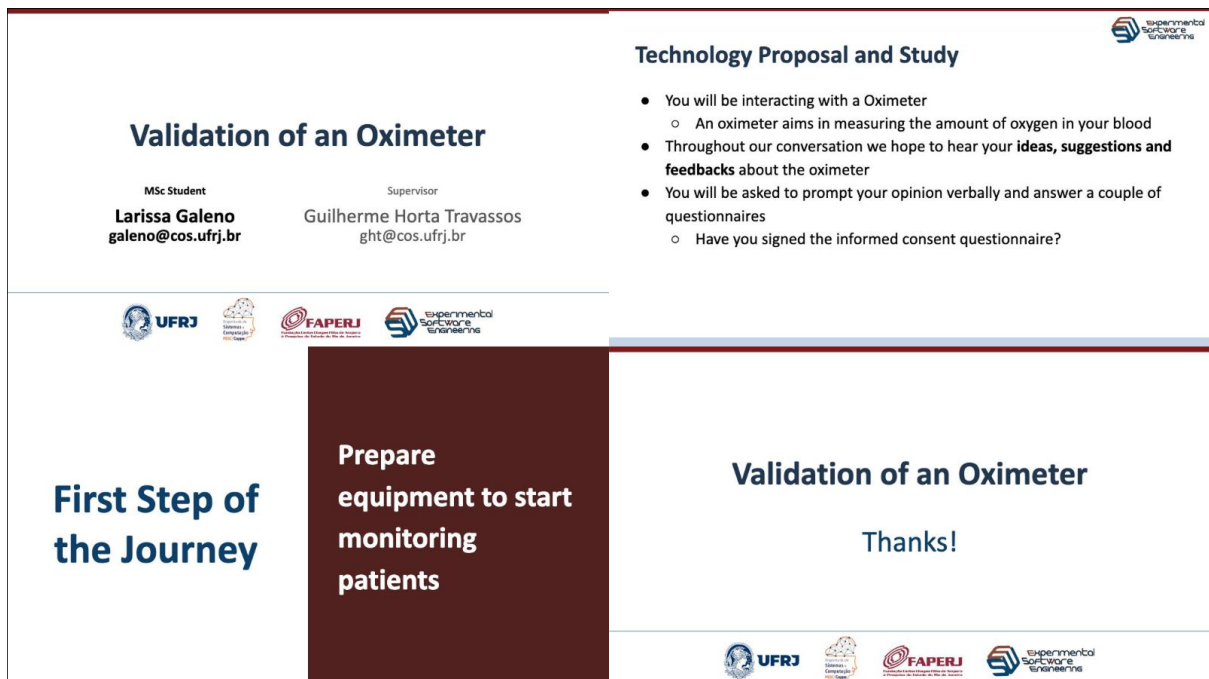 Validation of an Oximeter
MSc Student
Larissa Galeno
galeno@cos.ufrj.br
Supervisor
Guilherme Horta Travassos
ght@cos.ufrj.br
UFRJ
FAPERJ
Experimental
Software
Engineering
Experimental
Software
Engineering
Technology Proposal and Study
● You will be interacting with a Oximeter
○ An oximeter aims in measuring the amount of oxygen in your blood
● Throughout our conversation we hope to hear your ideas, suggestions and
feedbacks about the oximeter
● You will be asked to prompt your opinion verbally and answer a couple of
questionnaires
○ Have you signed the informed consent questionnaire?
First Step of
the Journey
Prepare
equipment to start
monitoring
patients
Validation of an Oximeter
Thanks!
UFRJ
FAPERJ
Experimental
Software
Engineering